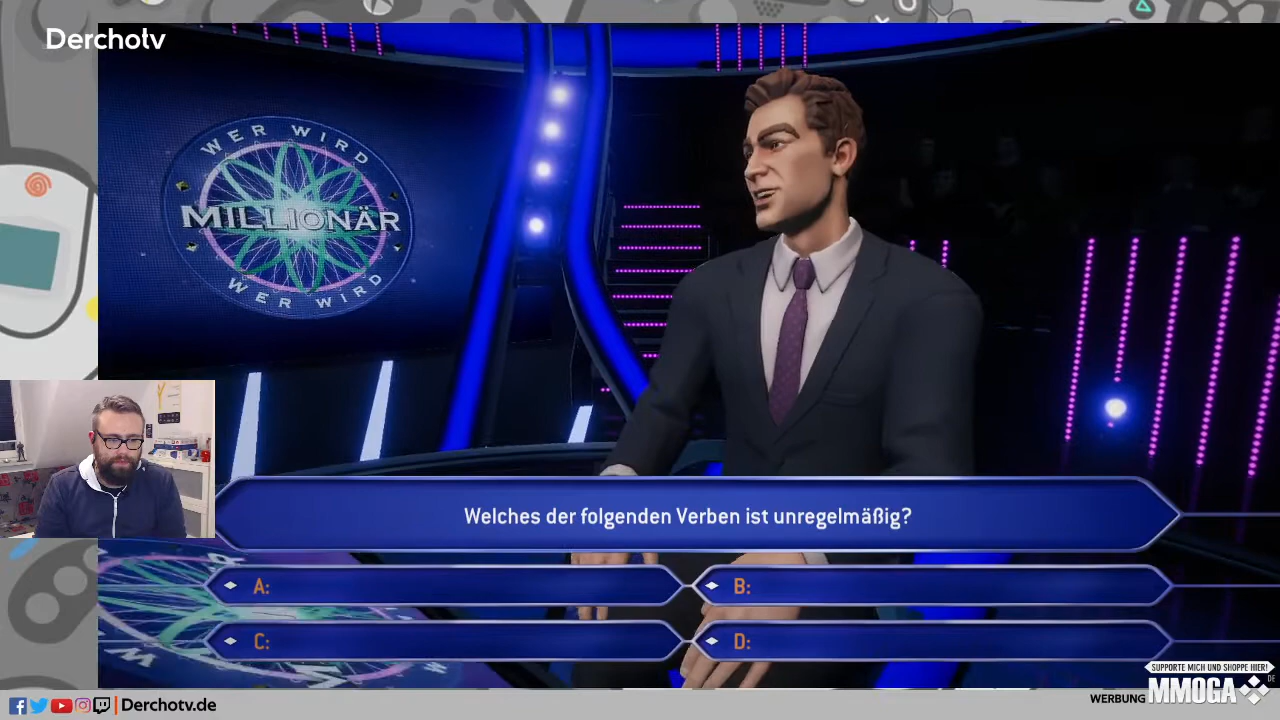 Derchotv
WER WIRD
MILLIONÄR
WER WIRD
Welches der folgenden Verben ist unregelmäßig?
A:
B:
C:
D:
SUPPORTE MICH UND SHOPPE HIER!
WERBUNG
MMOGA
DE
Derchotv.de